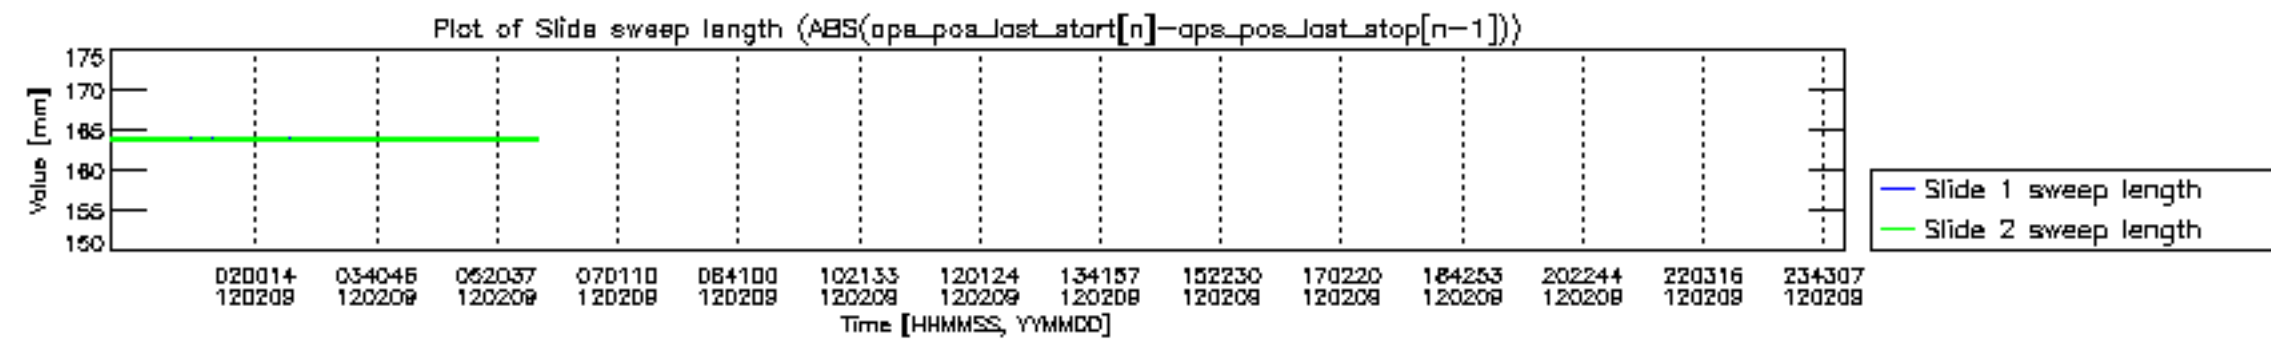 Plot of Slide sweep length (ABS(ops_pos_last_start[n]-ops_pos_last_stop[n-1]))
175
170
165
160
155
150
Value [mm]
Slide 1 sweep length
Slide 2 sweep length
020014 034046 052037 070110 084100 102133 120124 134157 152230 170220 184253 202244 220316 234307
120209 120209 120209 120209 120209 120209 120209 120209 120209 120209 120209 120209 120209 120209
Time [HHMMSS, YYMMDD]